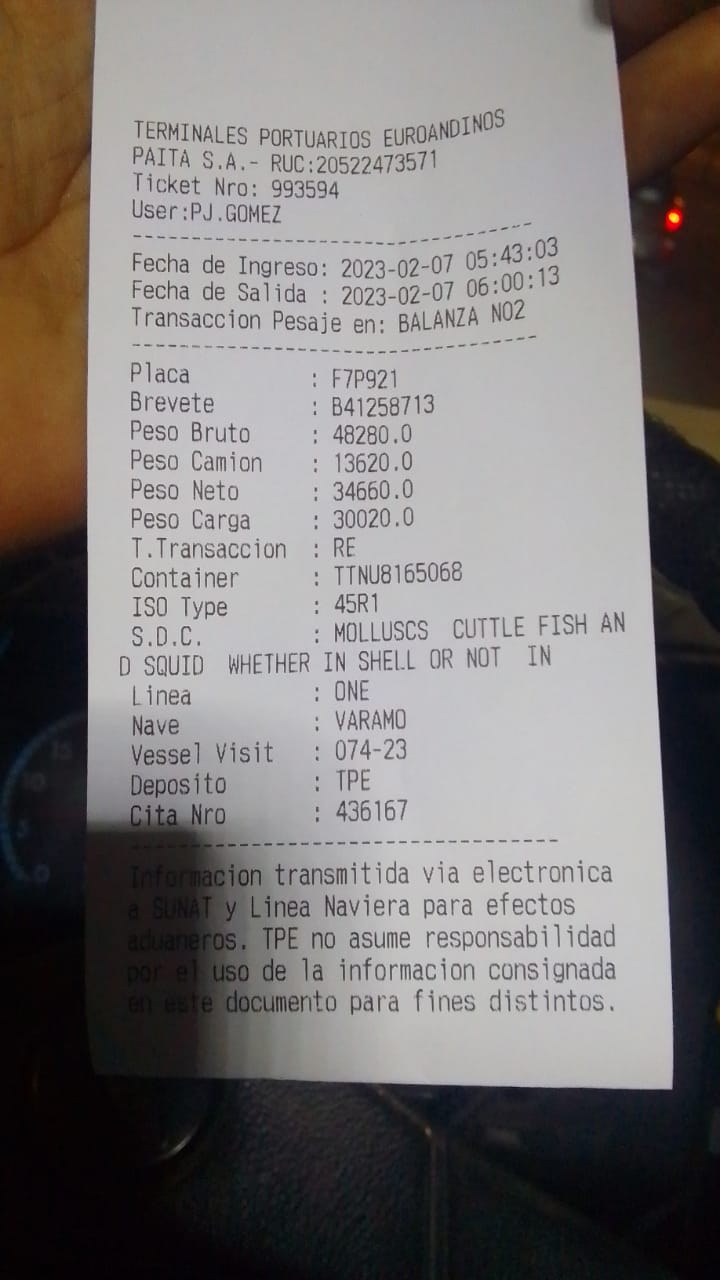 TERMINALES PORTUARIOS EUROANDINOS
PAITA S.A.- RUC:20522473571
Ticket Nro: 993594
User:PJ.GOMEZ
--------------------------------
Fecha de Ingreso: 2023-02-07 05:43:03
Fecha de Salida : 2023-02-07 06:00:13
Transaccion Pesaje en: BALANZA NO2
--------------------------------
Placa : F7P921
Brevete : B41258713
Peso Bruto : 48280.0
Peso Camion : 13620.0
Peso Neto : 34660.0
Peso Carga : 30020.0
T.Transaccion : RE
Container : TTNU8165068
ISO Type : 45R1
S.D.C. : MOLLUSCS CUTTLE FISH AN
D SQUID WHETHER IN SHELL OR NOT IN
Linea : ONE
Nave : VARAMO
Vessel Visit : 074-23
Deposito : TPE
Cita Nro : 436167
--------------------------------
Informacion transmitida via electronica
a SUNAT y Linea Naviera para efectos
aduaneros. TPE no asume responsabilidad
por el uso de la informacion consignada
en este documento para fines distintos.